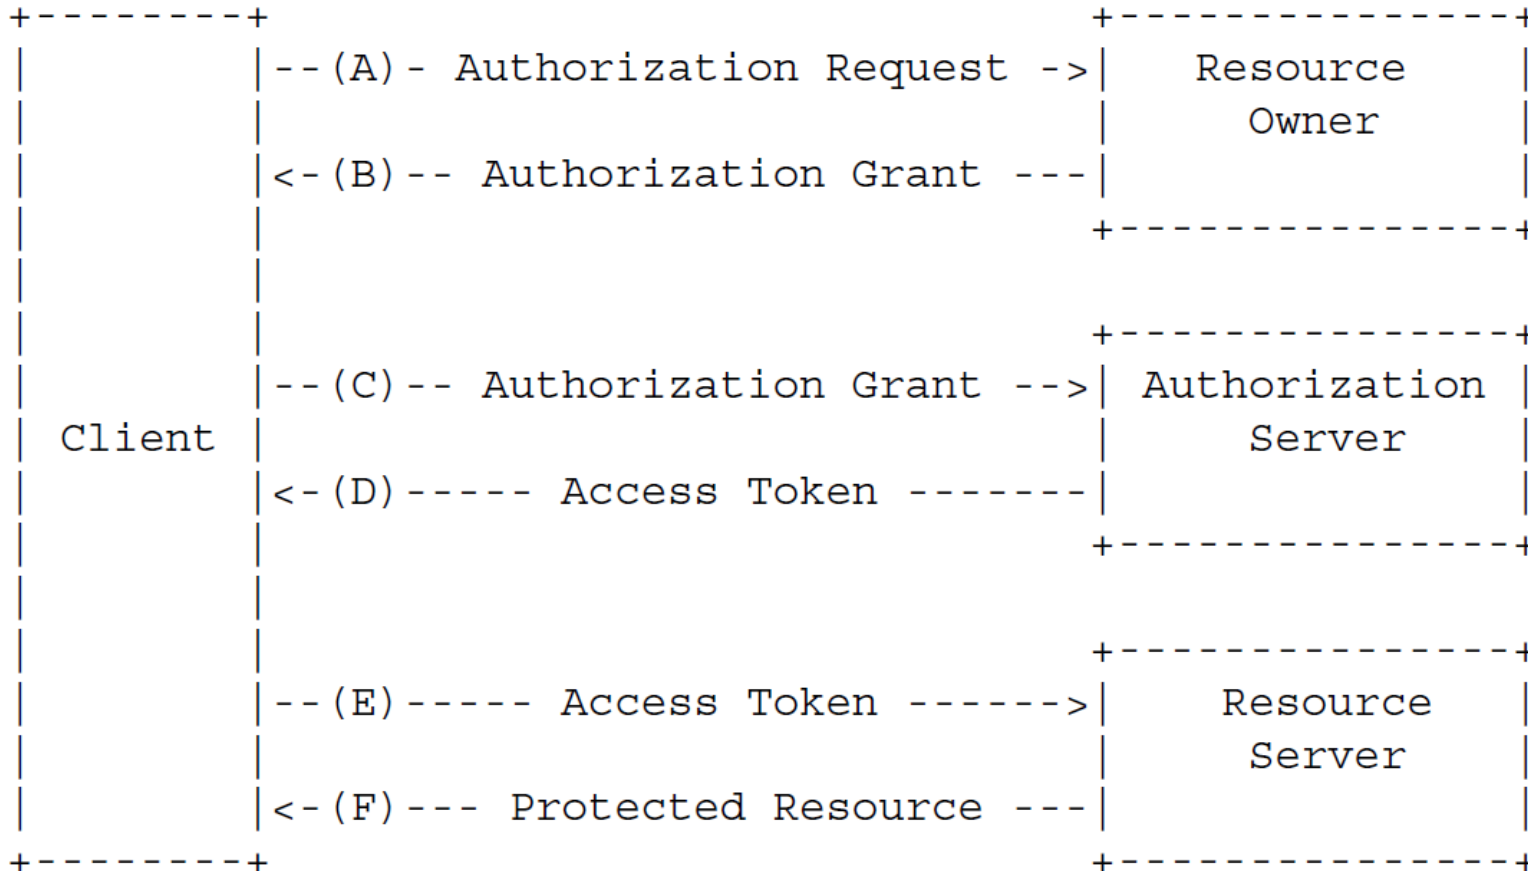 +--------+                               +---------------+
|        |--(A)- Authorization Request ->|   Resource    |
|        |                               |     Owner     |
|        |<-(B)-- Authorization Grant ---|               |
|        |                               +---------------+
|        |
|        |                               +---------------+
|        |--(C)-- Authorization Grant -->| Authorization |
| Client |                               |     Server    |
|        |<-(D)----- Access Token -------|               |
|        |                               +---------------+
|        |
|        |                               +---------------+
|        |--(E)----- Access Token ------>|    Resource   |
|        |                               |     Server    |
|        |<-(F)--- Protected Resource ---|               |
+--------+                               +---------------+